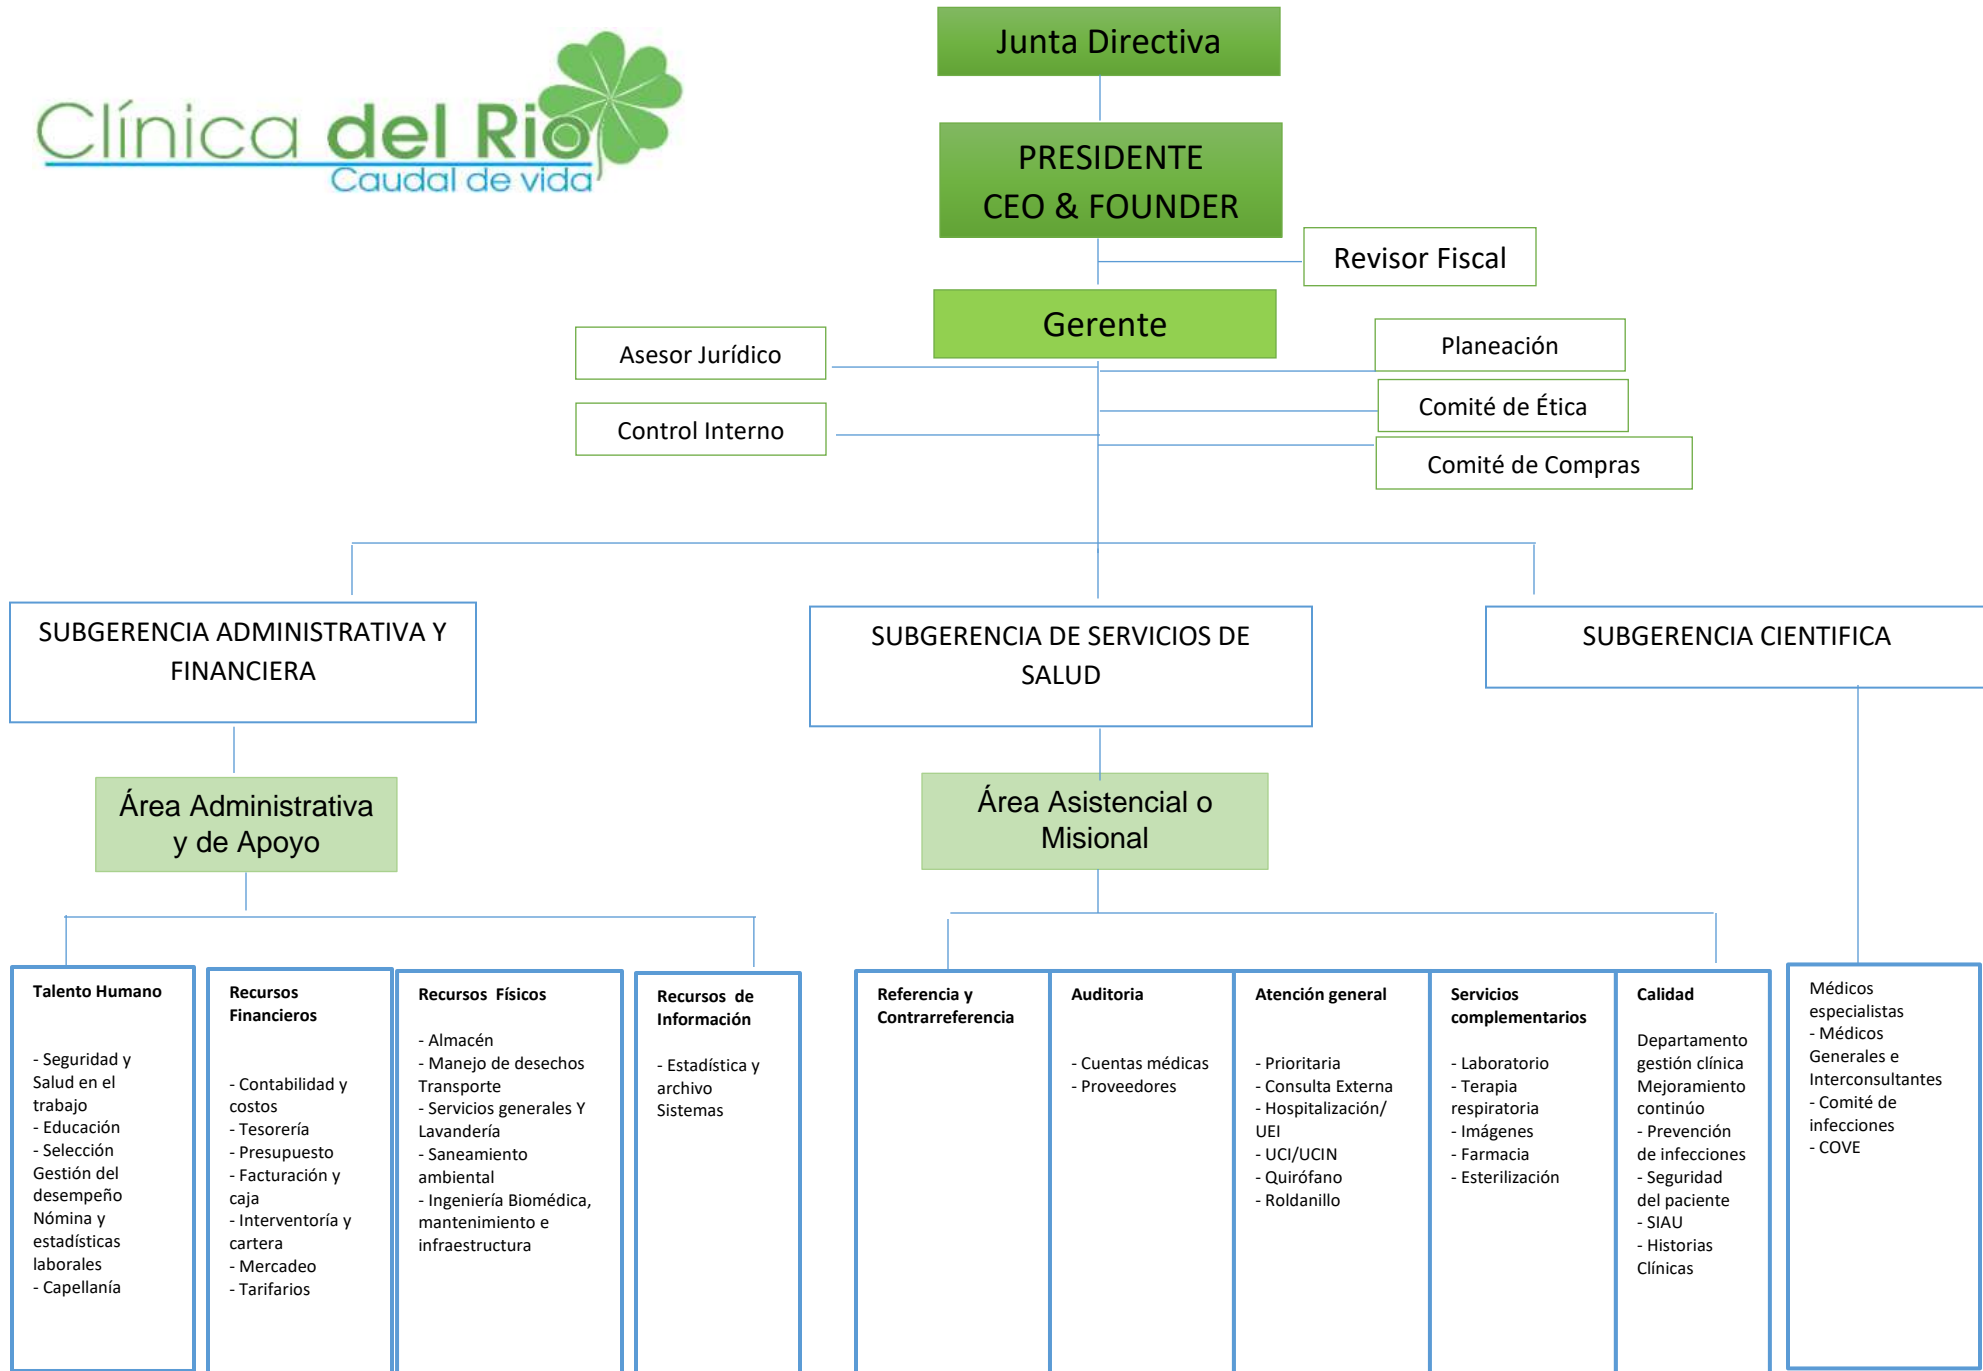 Clínica del Rio
Caudal de vida
Junta Directiva
PRESIDENTE
CEO & FOUNDER
Revisor Fiscal
Gerente
Asesor Jurídico
Planeación
Comité de Ética
Control Interno
Comité de Compras
SUBGERENCIA ADMINISTRATIVA Y
FINANCIERA
SUBGERENCIA DE SERVICIOS DE
SALUD
SUBGERENCIA CIENTIFICA
Área Administrativa
y de Apoyo
Área Asistencial o
Misional
Talento Humano
- Seguridad y
Salud en el
trabajo
- Educación
- Selección
Gestión del
desempeño
Nómina y
estadísticas
laborales
- Capellanía
Recursos
Financieros
- Contabilidad y
costos
- Tesorería
- Presupuesto
- Facturación y
caja
- Interventoría y
cartera
- Mercadeo
- Tarifarios
Recursos Físicos
- Almacén
- Manejo de desechos
Transporte
- Servicios generales Y
Lavandería
- Saneamiento
ambiental
- Ingeniería Biomédica,
mantenimiento e
infraestructura
Recursos de
Información
- Estadística y
archivo
Sistemas
Referencia y
Contrarreferencia
Auditoria
- Cuentas médicas
- Proveedores
Atención general
- Prioritaria
- Consulta Externa
- Hospitalización/
UEI
- UCI/UCIN
- Quirófano
- Roldanillo
Servicios
complementarios
- Laboratorio
- Terapia
respiratoria
- Imágenes
- Farmacia
- Esterilización
Calidad
Departamento
gestión clínica
Mejoramiento
continúo
- Prevención
de infecciones
- Seguridad
del paciente
- SIAU
- Historias
Clínicas
Médicos
especialistas
- Médicos
Generales e
Interconsultantes
- Comité de
infecciones
- COVE